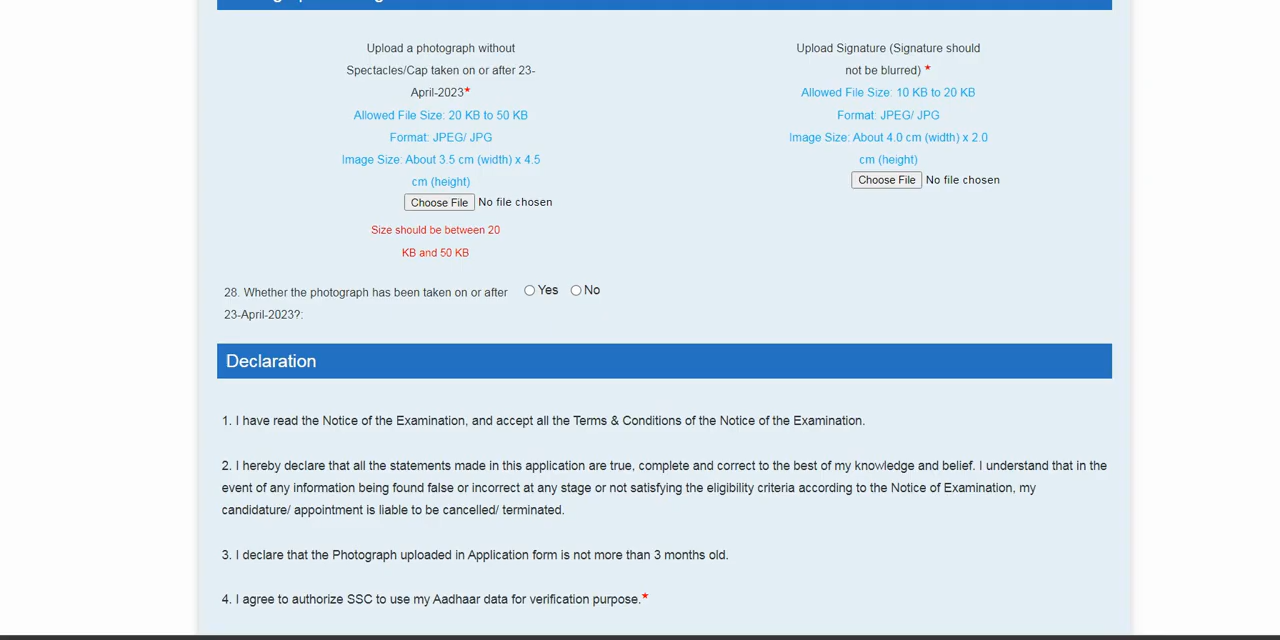 Upload a photograph without
Spectacles/Cap taken on or after 23-
April-2023*
Allowed File Size: 20 KB to 50 KB
Format: JPEG/ JPG
Image Size: About 3.5 cm (width) x 4.5
cm (height)
Choose File No file chosen
Size should be between 20
KB and 50 KB
Upload Signature (Signature should
not be blurred) *
Allowed File Size: 10 KB to 20 KB
Format: JPEG/ JPG
Image Size: About 4.0 cm (width) x 2.0
cm (height)
Choose File No file chosen
28. Whether the photograph has been taken on or after
23-April-2023?:
Yes No
Declaration
1. I have read the Notice of the Examination, and accept all the Terms & Conditions of the Notice of the Examination.
2. I hereby declare that all the statements made in this application are true, complete and correct to the best of my knowledge and belief. I understand that in the
event of any information being found false or incorrect at any stage or not satisfying the eligibility criteria according to the Notice of Examination, my
candidature/ appointment is liable to be cancelled/ terminated.
3. I declare that the Photograph uploaded in Application form is not more than 3 months old.
4. I agree to authorize SSC to use my Aadhaar data for verification purpose.*